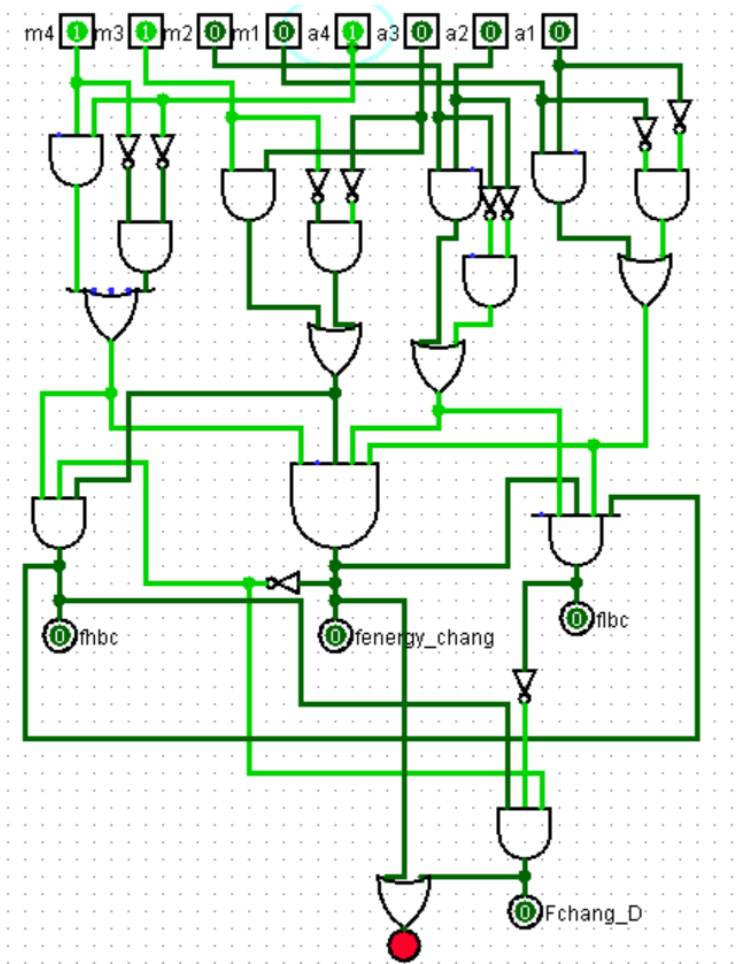 m4 1 m3 1 m2 0 m1 0 a4 1 a3 0 a2 0 a1 0
0 fhbc
0 fenergy_chang
0 flbc
0 Fchang_D